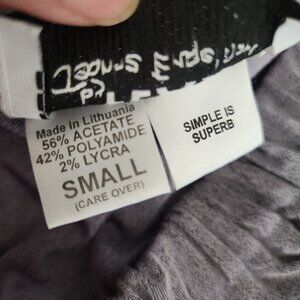 Made in Lithuania
56% ACETATE
42% POLYAMIDE
2% LYCRA
SMALL
(CARE OVER)
SIMPLE IS
SUPERB